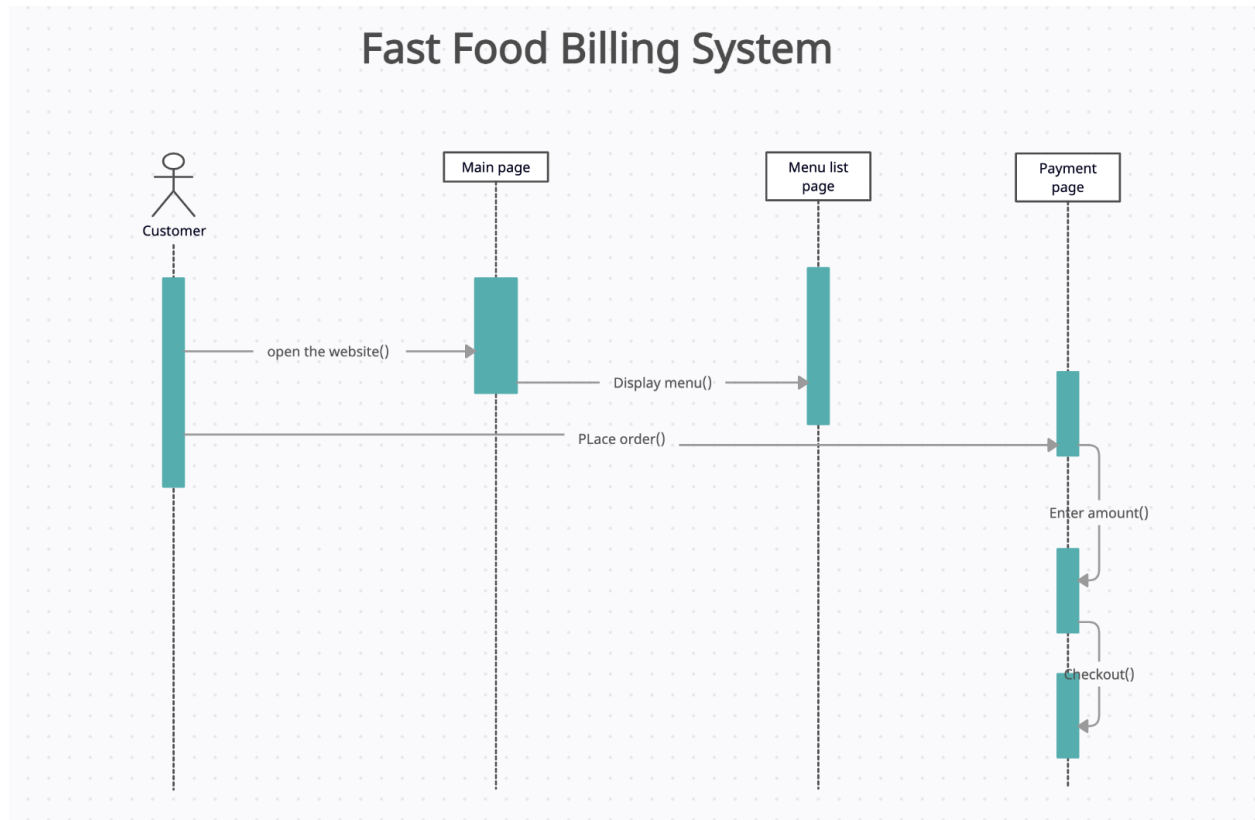 Fast Food Billing System
Main page
Menu list
page
Payment
page
Customer
open the website()
Display menu()
PLace order()
Enter amount()
Checkout()